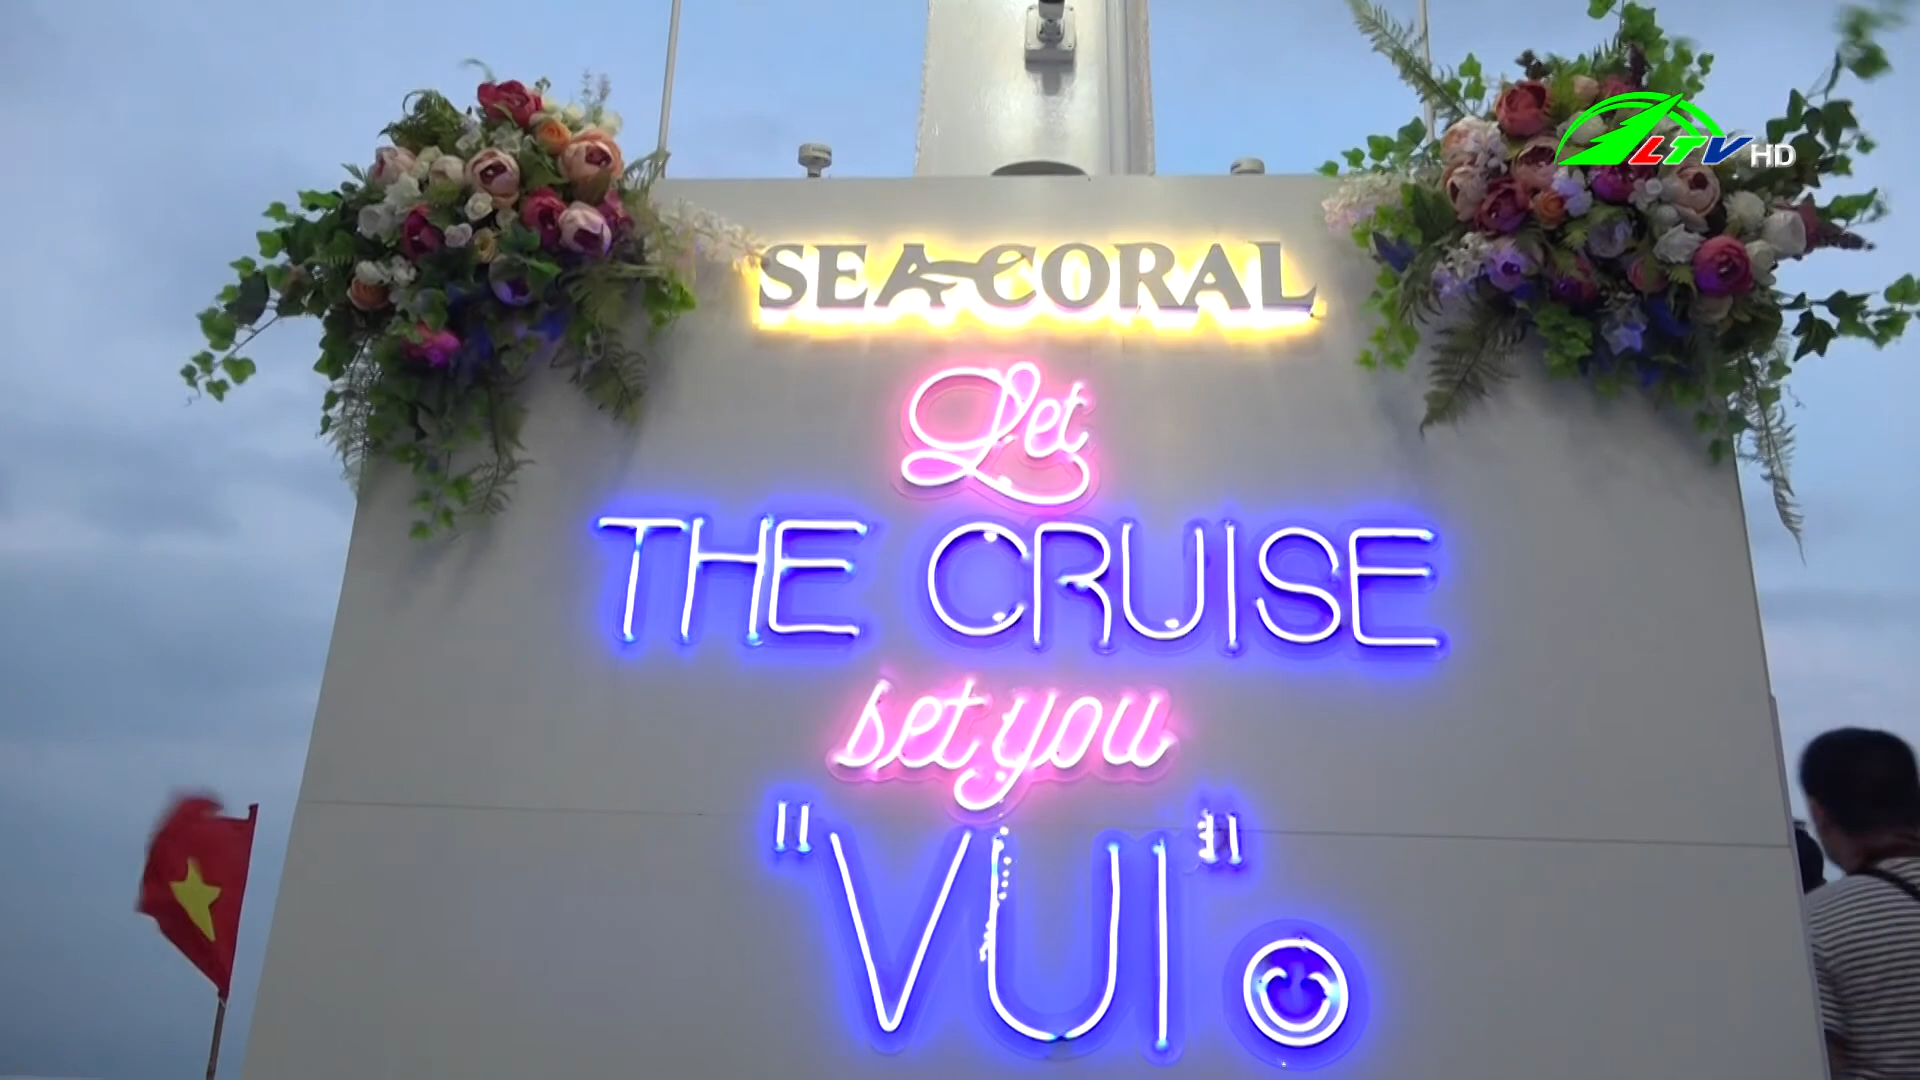 LTV HD
SEACORAL
Let
THE CRUISE
set you
"VUI"